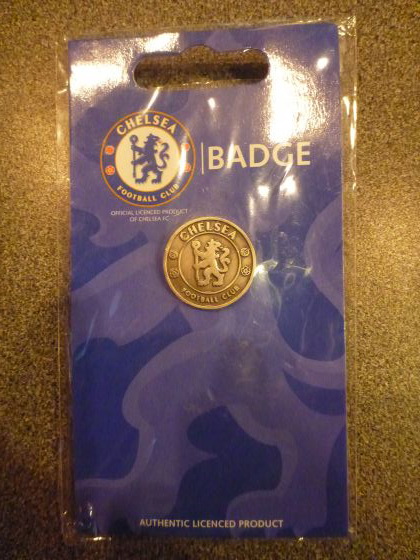 CHELSEA
FOOTBALL CLUB
BADGE
OFFICIAL LICENCED PRODUCT
OF CHELSEA FC
CHELSEA
FOOTBALL CLUB
AUTHENTIC LICENCED PRODUCT